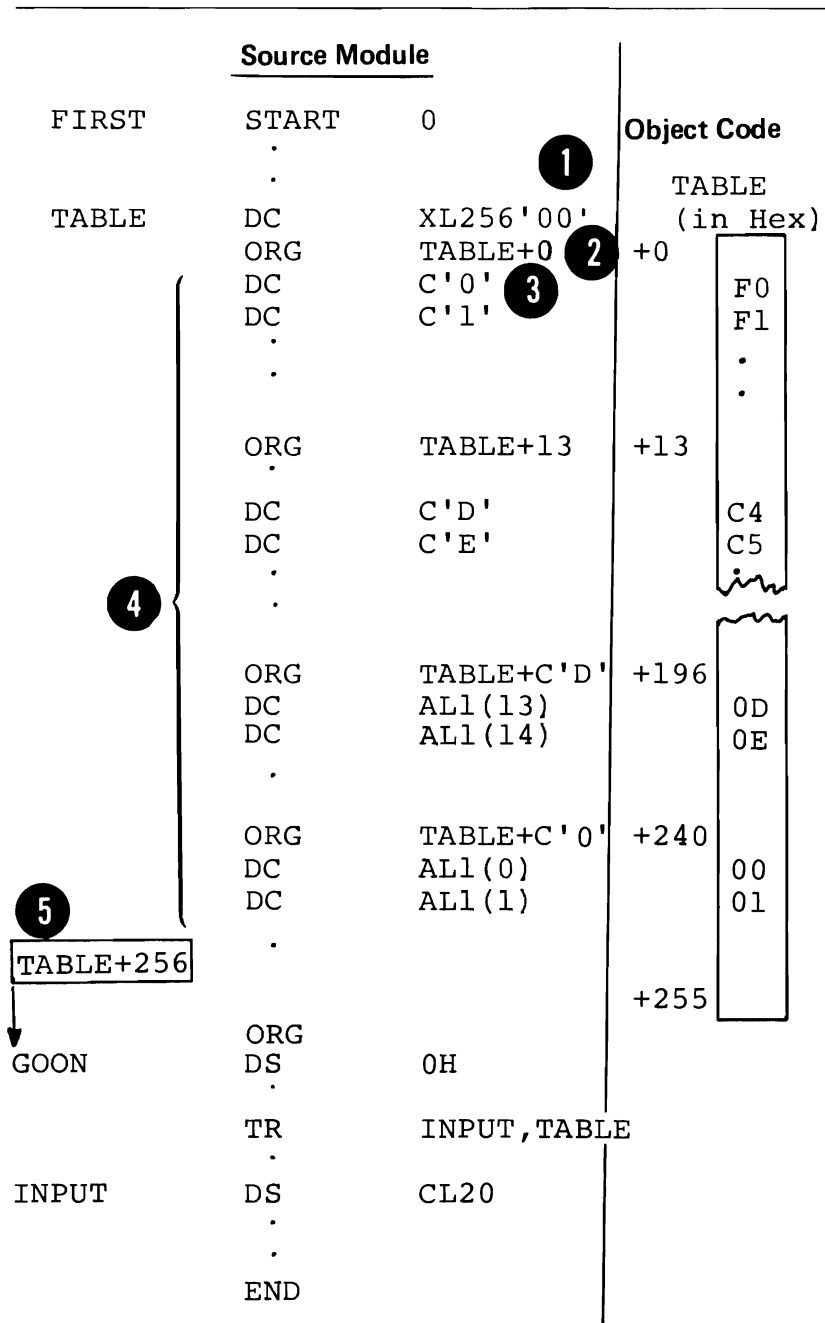 Source Module
FIRST START 0
Object Code
.
1
. TABLE
TABLE DC XL256'00' (in Hex)
ORG TABLE+0 2 +0
DC C'0' 3 F0
DC C'1' F1
. .
. .
ORG TABLE+13 +13
.
DC C'D' C4
DC C'E' C5
. .
4 .
ORG TABLE+C'D' +196
DC AL1(13) 0D
DC AL1(14) 0E
.
ORG TABLE+C'0' +240
DC AL1(0) 00
DC AL1(1) 01
5
.
TABLE+256
+255
ORG
GOON DS 0H
.
TR INPUT,TABLE
.
INPUT DS CL20
.
.
END